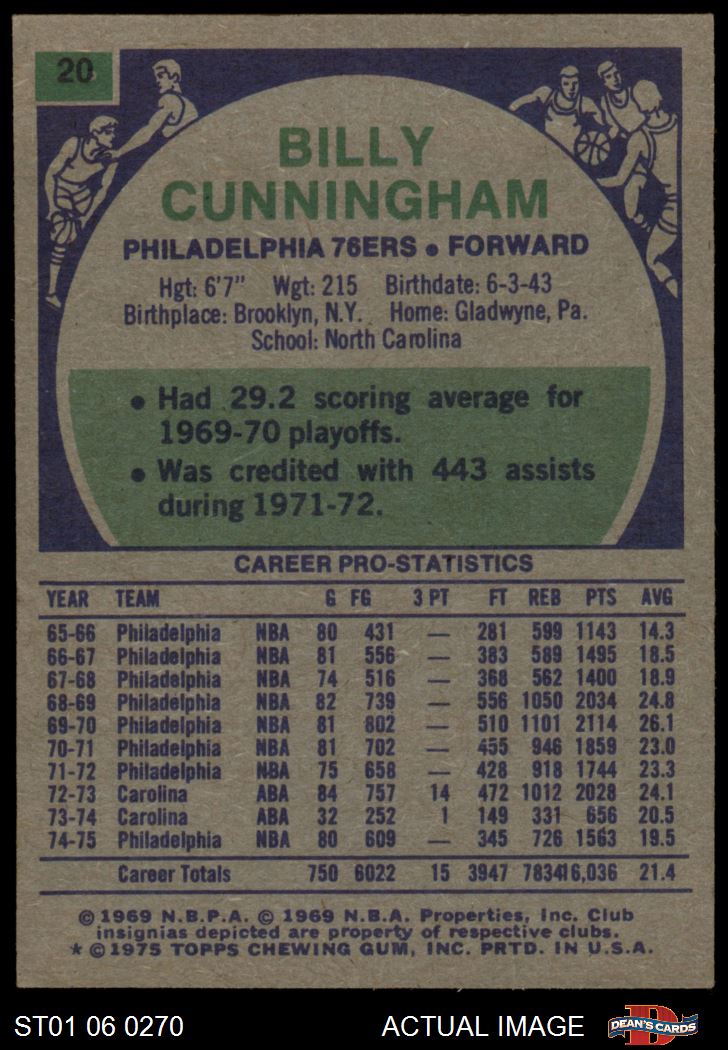 20
BILLY
CUNNINGHAM
PHILADELPHIA 76ERS • FORWARD
Hgt: 6'7" Wgt: 215 Birthdate: 6-3-43
Birthplace: Brooklyn, N.Y. Home: Gladwyne, Pa.
School: North Carolina
• Had 29.2 scoring average for
1969-70 playoffs.
• Was credited with 443 assists
during 1971-72.
CAREER PRO-STATISTICS
YEAR TEAM G FG 3 PT FT REB PTS AVG
65-66 Philadelphia NBA 80 431 — 281 599 1143 14.3
66-67 Philadelphia NBA 81 556 — 383 589 1495 18.5
67-68 Philadelphia NBA 74 516 — 368 562 1400 18.9
68-69 Philadelphia NBA 82 739 — 556 1050 2034 24.8
69-70 Philadelphia NBA 81 802 — 510 1101 2114 26.1
70-71 Philadelphia NBA 81 702 — 455 946 1859 23.0
71-72 Philadelphia NBA 75 658 — 428 918 1744 23.3
72-73 Carolina ABA 84 757 14 472 1012 2028 24.1
73-74 Carolina ABA 32 252 1 149 331 656 20.5
74-75 Philadelphia NBA 80 609 — 345 726 1563 19.5
Career Totals 750 6022 15 3947 7834 16,036 21.4
© 1969 N.B.P.A. © 1969 N.B.A. Properties, Inc. Club
insignias depicted are property of respective clubs.
* © 1975 TOPPS CHEWING GUM, INC. PRTD. IN U.S.A.
ST01 06 0270 ACTUAL IMAGE D DEAN'S CARDS